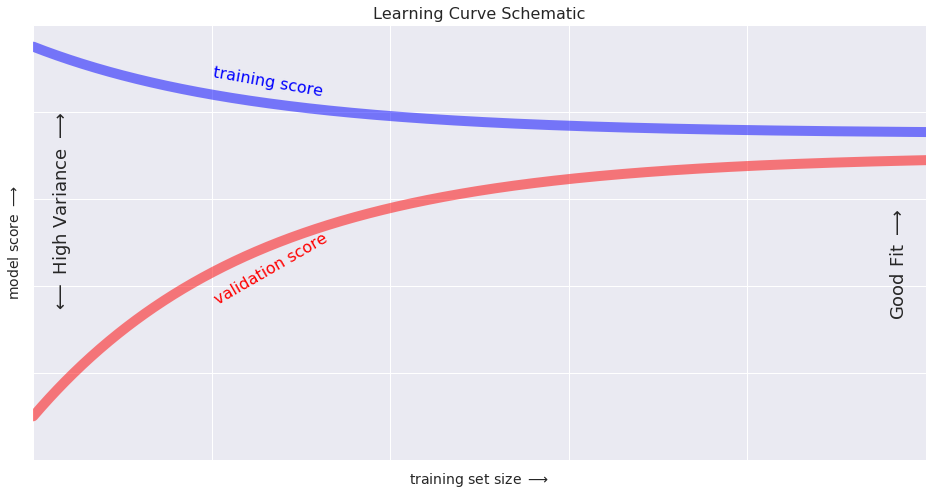 Learning Curve Schematic
training score
model score ⟶
⟵ High Variance ⟶
validation score
Good Fit ⟶
training set size ⟶